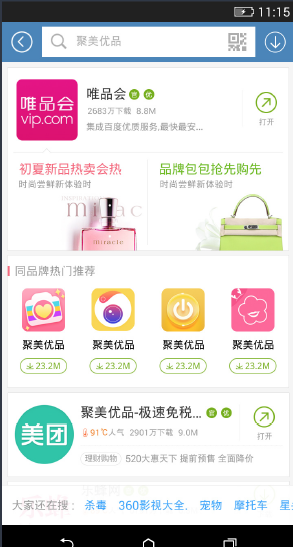 11:15
聚美优品
唯品会
vip.com
唯品会 官 优
2683万下载 8.8M
集成百度优质服务,最快最安...
打开
初夏新品热卖会热
时尚尝鲜新体验时
品牌包包抢先购先
时尚尝鲜新体验时
miracle
同品牌热门推荐
聚美优品 聚美优品 聚美优品 聚美优品
23.2M 23.2M 23.2M 23.2M
美团
聚美优品-极速免税... 官 优
91℃人气 2901万下载 9.0M
打开
理财购物 520大惠天下 提前预售 全面降价
大家还在搜: 杀毒 360影视大全. 宠物 摩托车 星